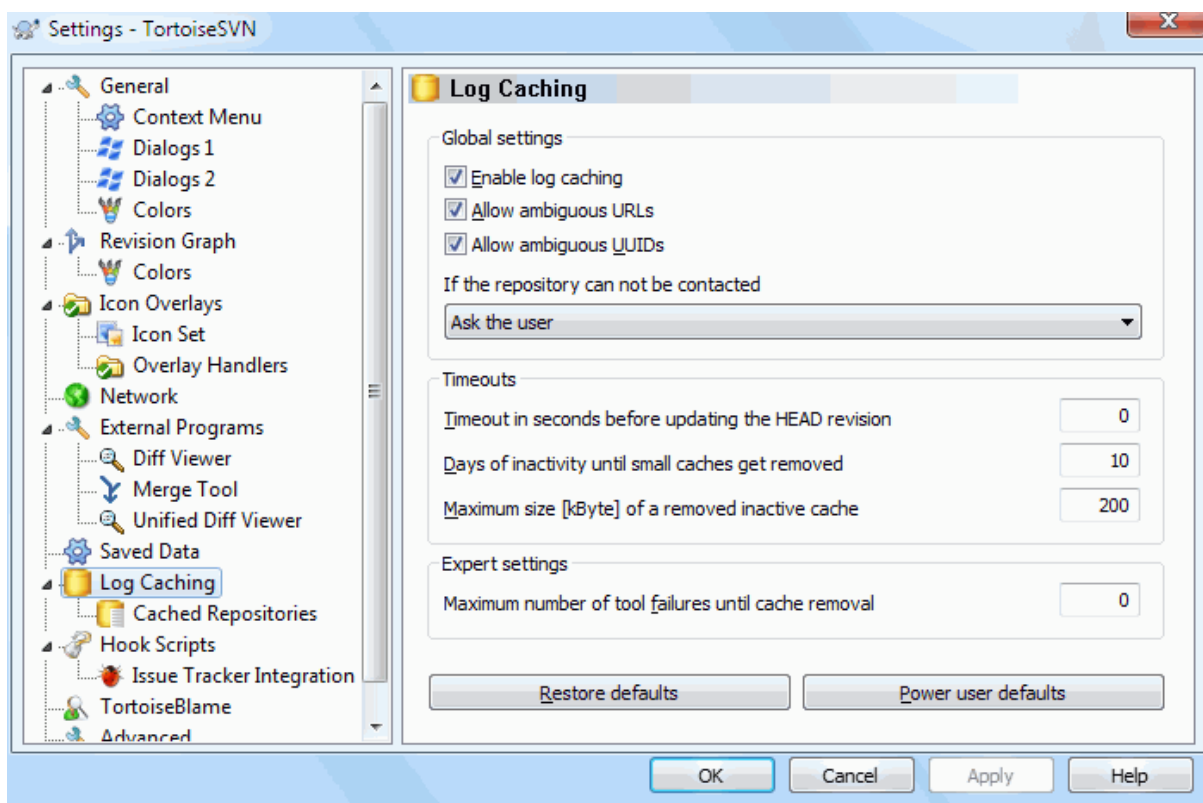 Settings - TortoiseSVN
General
Context Menu
Dialogs 1
Dialogs 2
Colors
Revision Graph
Colors
Icon Overlays
Icon Set
Overlay Handlers
Network
External Programs
Diff Viewer
Merge Tool
Unified Diff Viewer
Saved Data
Log Caching
Cached Repositories
Hook Scripts
Issue Tracker Integration
TortoiseBlame
Advanced
Log Caching
Global settings
Enable log caching
Allow ambiguous URLs
Allow ambiguous UUIDs
If the repository can not be contacted
Ask the user
Timeouts
Timeout in seconds before updating the HEAD revision 0
Days of inactivity until small caches get removed 10
Maximum size [kByte] of a removed inactive cache 200
Expert settings
Maximum number of tool failures until cache removal 0
Restore defaults Power user defaults
OK Cancel Apply Help